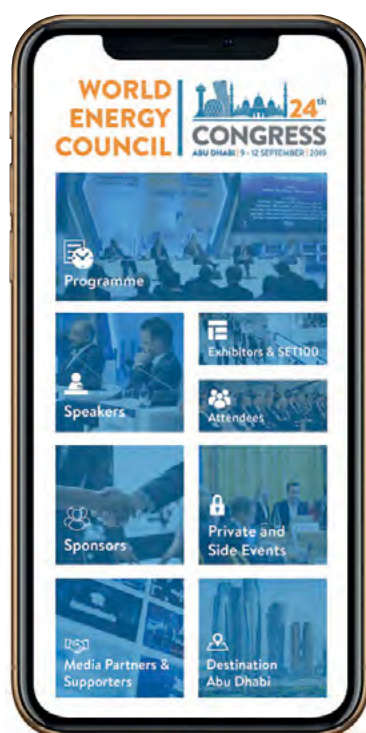 WORLD
ENERGY
COUNCIL
24th
CONGRESS
ABU DHABI | 9 - 12 SEPTEMBER | 2019
Programme
Speakers
Exhibitors & SET100
Attendees
Sponsors
Private and
Side Events
Media Partners &
Supporters
Destination
Abu Dhabi